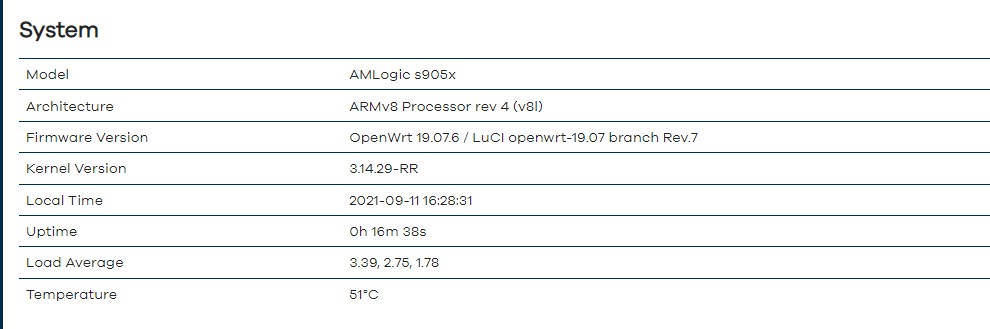 System
Model AMLogic s905x
Architecture ARMv8 Processor rev 4 (v8l)
Firmware Version OpenWrt 19.07.6 / LuCI openwrt-19.07 branch Rev.7
Kernel Version 3.14.29-RR
Local Time 2021-09-11 16:28:31
Uptime 0h 16m 38s
Load Average 3.39, 2.75, 1.78
Temperature 51°C